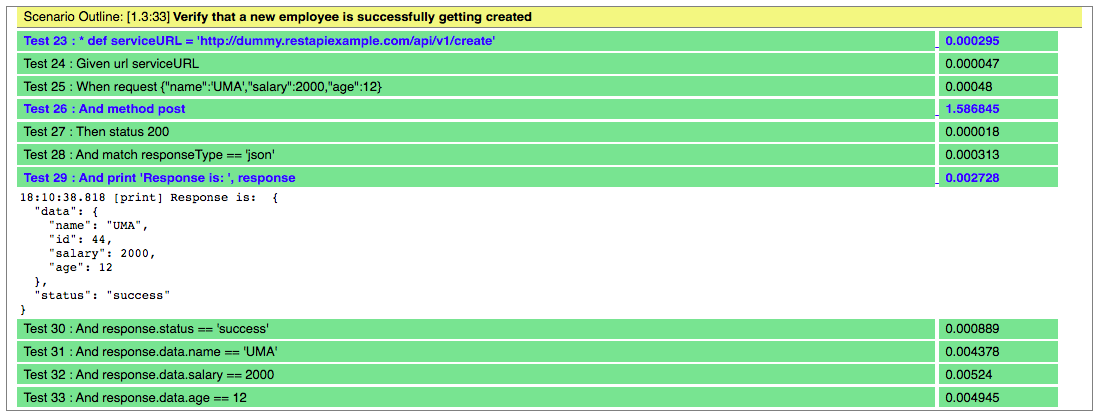 Scenario Outline: [1.3:33] Verify that a new employee is successfully getting created
Test 23 : * def serviceURL = 'http://dummy.restapiexample.com/api/v1/create' 0.000295
Test 24 : Given url serviceURL 0.000047
Test 25 : When request {"name":'UMA',"salary":2000,"age":12} 0.00048
Test 26 : And method post 1.586845
Test 27 : Then status 200 0.000018
Test 28 : And match responseType == 'json' 0.000313
Test 29 : And print 'Response is: ', response 0.002728
18:10:38.818 [print] Response is:  {
  "data": {
    "name": "UMA",
    "id": 44,
    "salary": 2000,
    "age": 12
  },
  "status": "success"
}
Test 30 : And response.status == 'success' 0.000889
Test 31 : And response.data.name == 'UMA' 0.004378
Test 32 : And response.data.salary == 2000 0.00524
Test 33 : And response.data.age == 12 0.004945